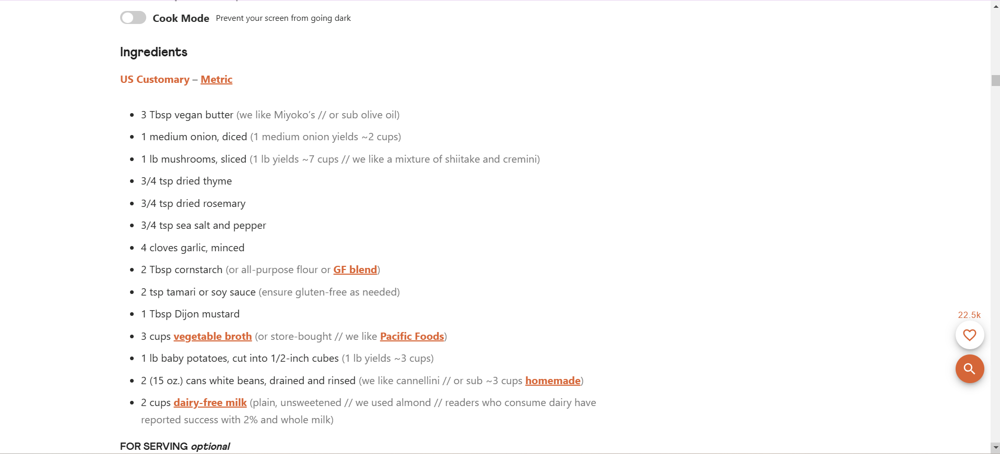 Cook Mode Prevent your screen from going dark
Ingredients
US Customary – Metric
3 Tbsp vegan butter (we like Miyoko’s // or sub olive oil)
1 medium onion, diced (1 medium onion yields ~2 cups)
1 lb mushrooms, sliced (1 lb yields ~7 cups // we like a mixture of shiitake and cremini)
3/4 tsp dried thyme
3/4 tsp dried rosemary
3/4 tsp sea salt and pepper
4 cloves garlic, minced
2 Tbsp cornstarch (or all-purpose flour or GF blend)
2 tsp tamari or soy sauce (ensure gluten-free as needed)
1 Tbsp Dijon mustard
22.5k
3 cups vegetable broth (or store-bought // we like Pacific Foods)
1 lb baby potatoes, cut into 1/2-inch cubes (1 lb yields ~3 cups)
2 (15 oz.) cans white beans, drained and rinsed (we like cannellini // or sub ~3 cups homemade)
2 cups dairy-free milk (plain, unsweetened // we used almond // readers who consume dairy have
reported success with 2% and whole milk)
FOR SERVING optional